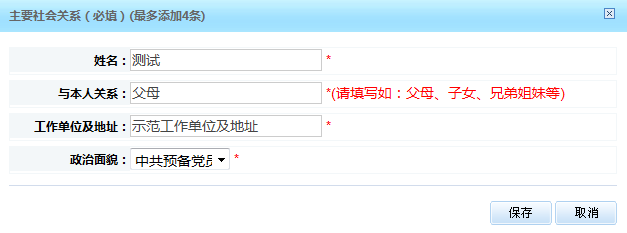 主要社会关系（必填）(最多添加4条)
姓名：测试 *
与本人关系：父母 *(请填写如：父母、子女、兄弟姐妹等)
工作单位及地址：示范工作单位及地址 *
政治面貌：中共预备党员 *
保存 取消